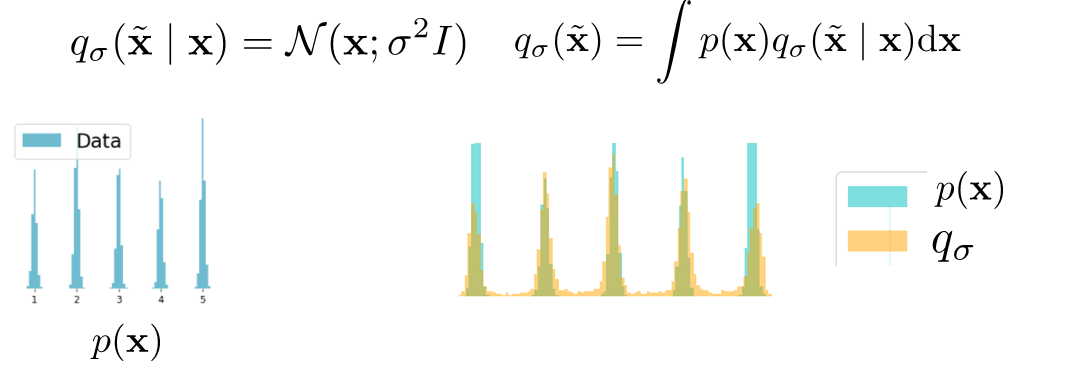 q_σ(x̃ | x) = 𝒩(x; σ²I)    q_σ(x̃) = ∫ p(x)q_σ(x̃ | x)dx
Data
1 2 3 4 5
p(x)
p(x)
q_σ